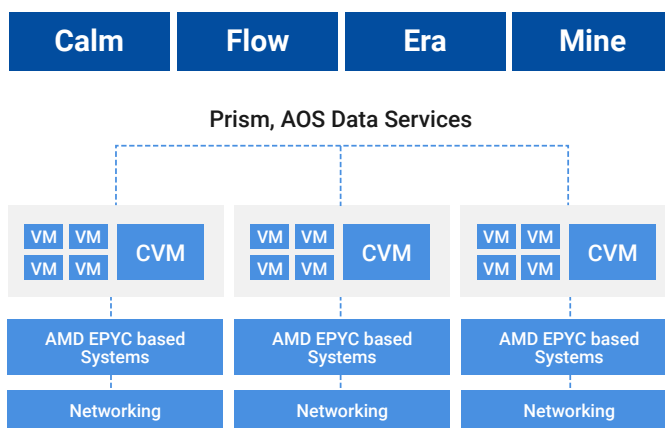 Calm Flow Era Mine
Prism, AOS Data Services
VM VM CVM VM VM CVM VM VM CVM
VM VM VM VM VM VM
AMD EPYC based Systems
AMD EPYC based Systems
AMD EPYC based Systems
Networking Networking Networking